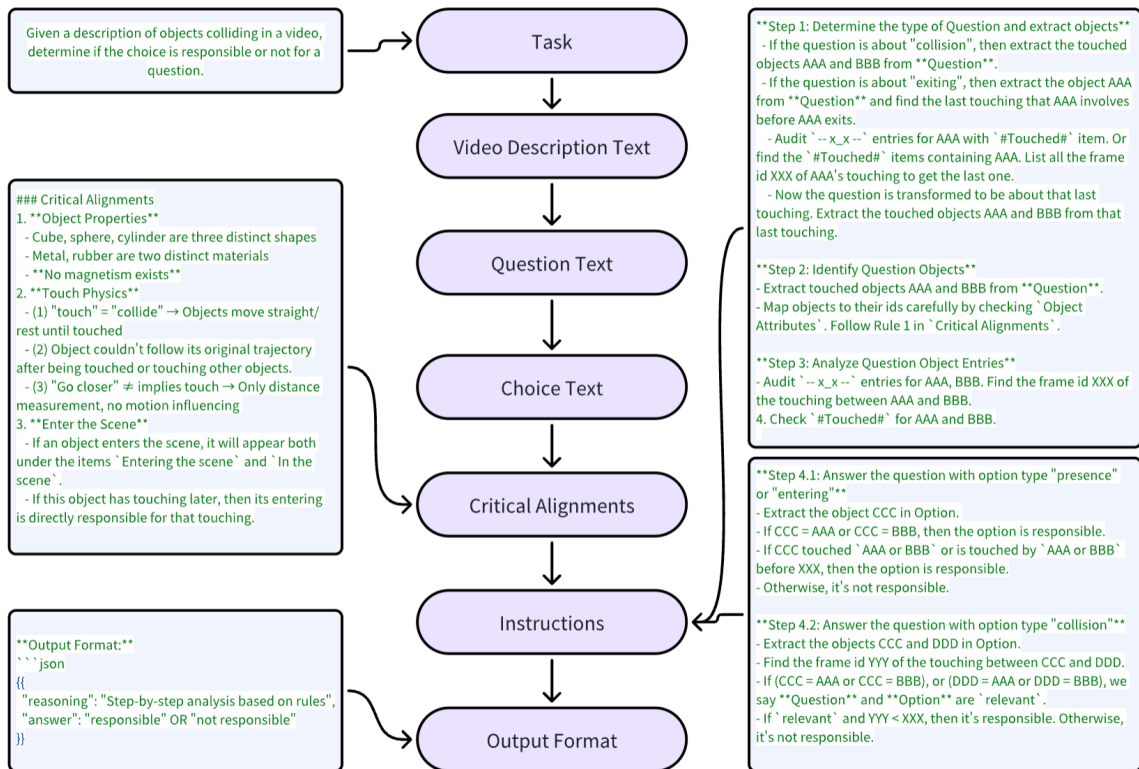 Given a description of objects colliding in a video,
determine if the choice is responsible or not for a
question.
Task
Video Description Text
Question Text
Choice Text
Critical Alignments
Instructions
Output Format
### Critical Alignments
1. **Object Properties**
- Cube, sphere, cylinder are three distinct shapes
- Metal, rubber are two distinct materials
- **No magnetism exists**
2. **Touch Physics**
- (1) "touch" = "collide" → Objects move straight/
rest until touched
- (2) Object couldn't follow its original trajectory
after being touched or touching other objects.
- (3) "Go closer" ≠ implies touch → Only distance
measurement, no motion influencing
3. **Enter the Scene**
- If an object enters the scene, it will appear both
under the items `Entering the scene` and `In the
scene`.
- If this object has touching later, then its entering
is directly responsible for that touching.
**Output Format:**
```json
{{
"reasoning": "Step-by-step analysis based on rules",
"answer": "responsible" OR "not responsible"
}}
**Step 1: Determine the type of Question and extract objects**
- If the question is about "collision", then extract the touched
objects AAA and BBB from **Question**.
- If the question is about "exiting", then extract the object AAA
from **Question** and find the last touching that AAA involves
before AAA exits.
- Audit `-- x_x --` entries for AAA with `#Touched#` item. Or
find the `#Touched#` items containing AAA. List all the frame
id XXX of AAA's touching to get the last one.
- Now the question is transformed to be about that last
touching. Extract the touched objects AAA and BBB from that
last touching.
**Step 2: Identify Question Objects**
- Extract touched objects AAA and BBB from **Question**.
- Map objects to their ids carefully by checking `Object
Attributes`. Follow Rule 1 in `Critical Alignments`.
**Step 3: Analyze Question Object Entries**
- Audit `-- x_x --` entries for AAA, BBB. Find the frame id XXX of
the touching between AAA and BBB.
4. Check `#Touched#` for AAA and BBB.
**Step 4.1: Answer the question with option type "presence"
or "entering"**
- Extract the object CCC in Option.
- If CCC = AAA or CCC = BBB, then the option is responsible.
- If CCC touched `AAA or BBB` or is touched by `AAA or BBB`
before XXX, then the option is responsible.
- Otherwise, it's not responsible.
**Step 4.2: Answer the question with option type "collision"**
- Extract the objects CCC and DDD in Option.
- Find the frame id YYY of the touching between CCC and DDD.
- If (CCC = AAA or CCC = BBB), or (DDD = AAA or DDD = BBB), we
say **Question** and **Option** are `relevant`.
- If `relevant` and YYY < XXX, then it's responsible. Otherwise,
it's not responsible.